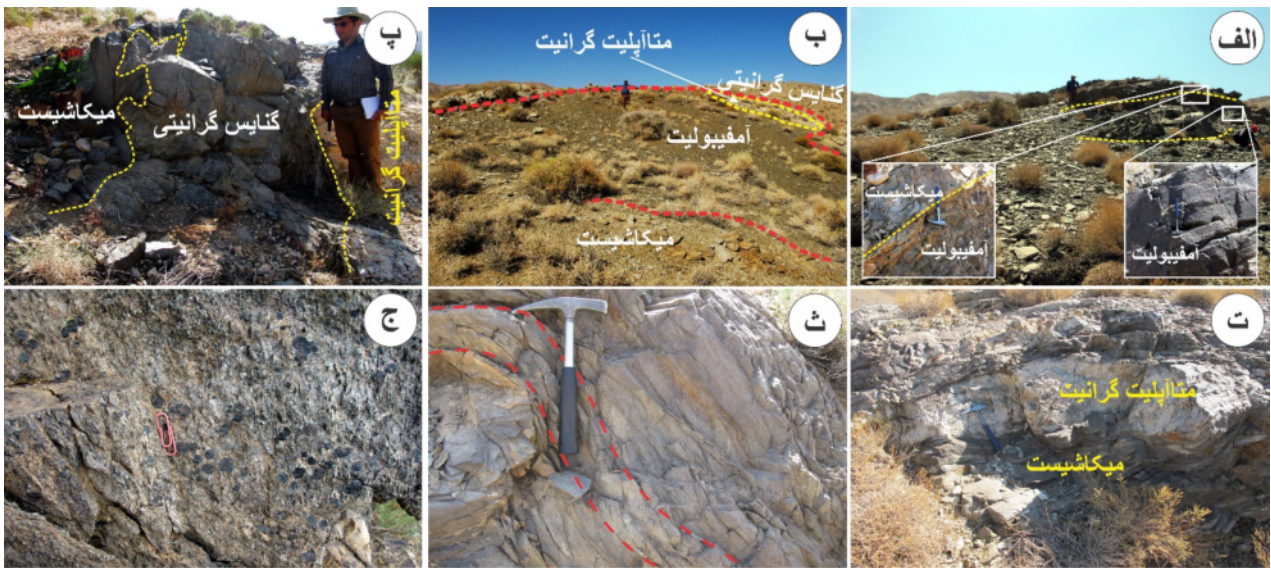 الف
میکاشیست
آمفیبولیت
آمفیبولیت
ب
متاآپلیت گرانیت
گنایس گرانیتی
آمفیبولیت
میکاشیست
پ
میکاشیست
گنایس گرانیتی
متاآپلیت گرانیت
ت
متاآپلیت گرانیت
میکاشیست
ث
ج